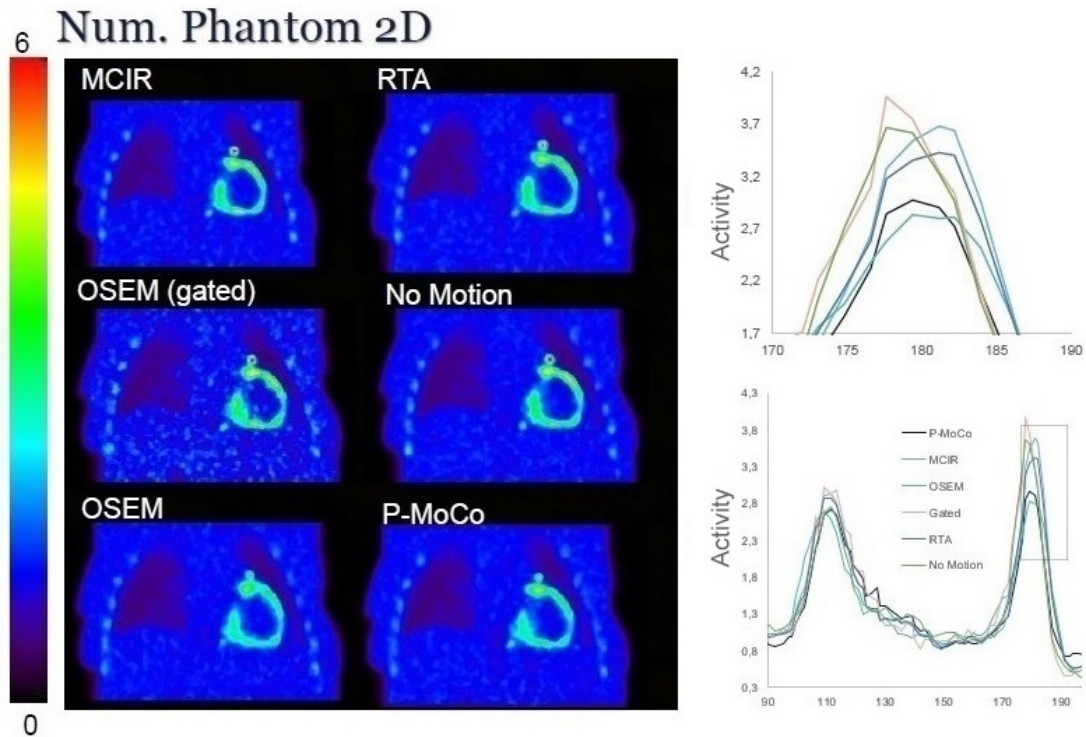 Num. Phantom 2D
6
0
MCIR
RTA
OSEM (gated)
No Motion
OSEM
P-MoCo
Activity
4,2
3,7
3,2
2,7
2,2
1,7
170
175
180
185
190
Activity
4,3
3,8
3,3
2,8
2,3
1,8
1,3
0,8
0,3
90
110
130
150
170
190
P-MoCo
MCIR
OSEM
Gated
RTA
No Motion